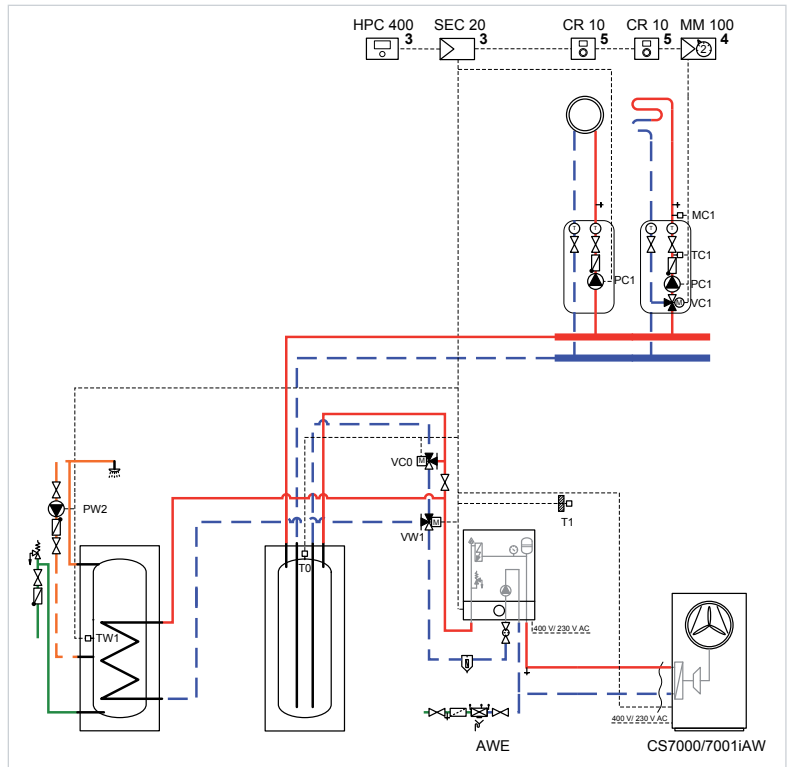 HPC 400 SEC 20 CR 10 CR 10 MM 100
3 3 5 5 4
2
MC1
T T T T
TC1
PC1 PC1
M VC1
VC0 M
PW2
VW1 M
T1
T0
TW1
400 V/ 230 V AC
400 V/ 230 V AC
AWE CS7000/7001iAW